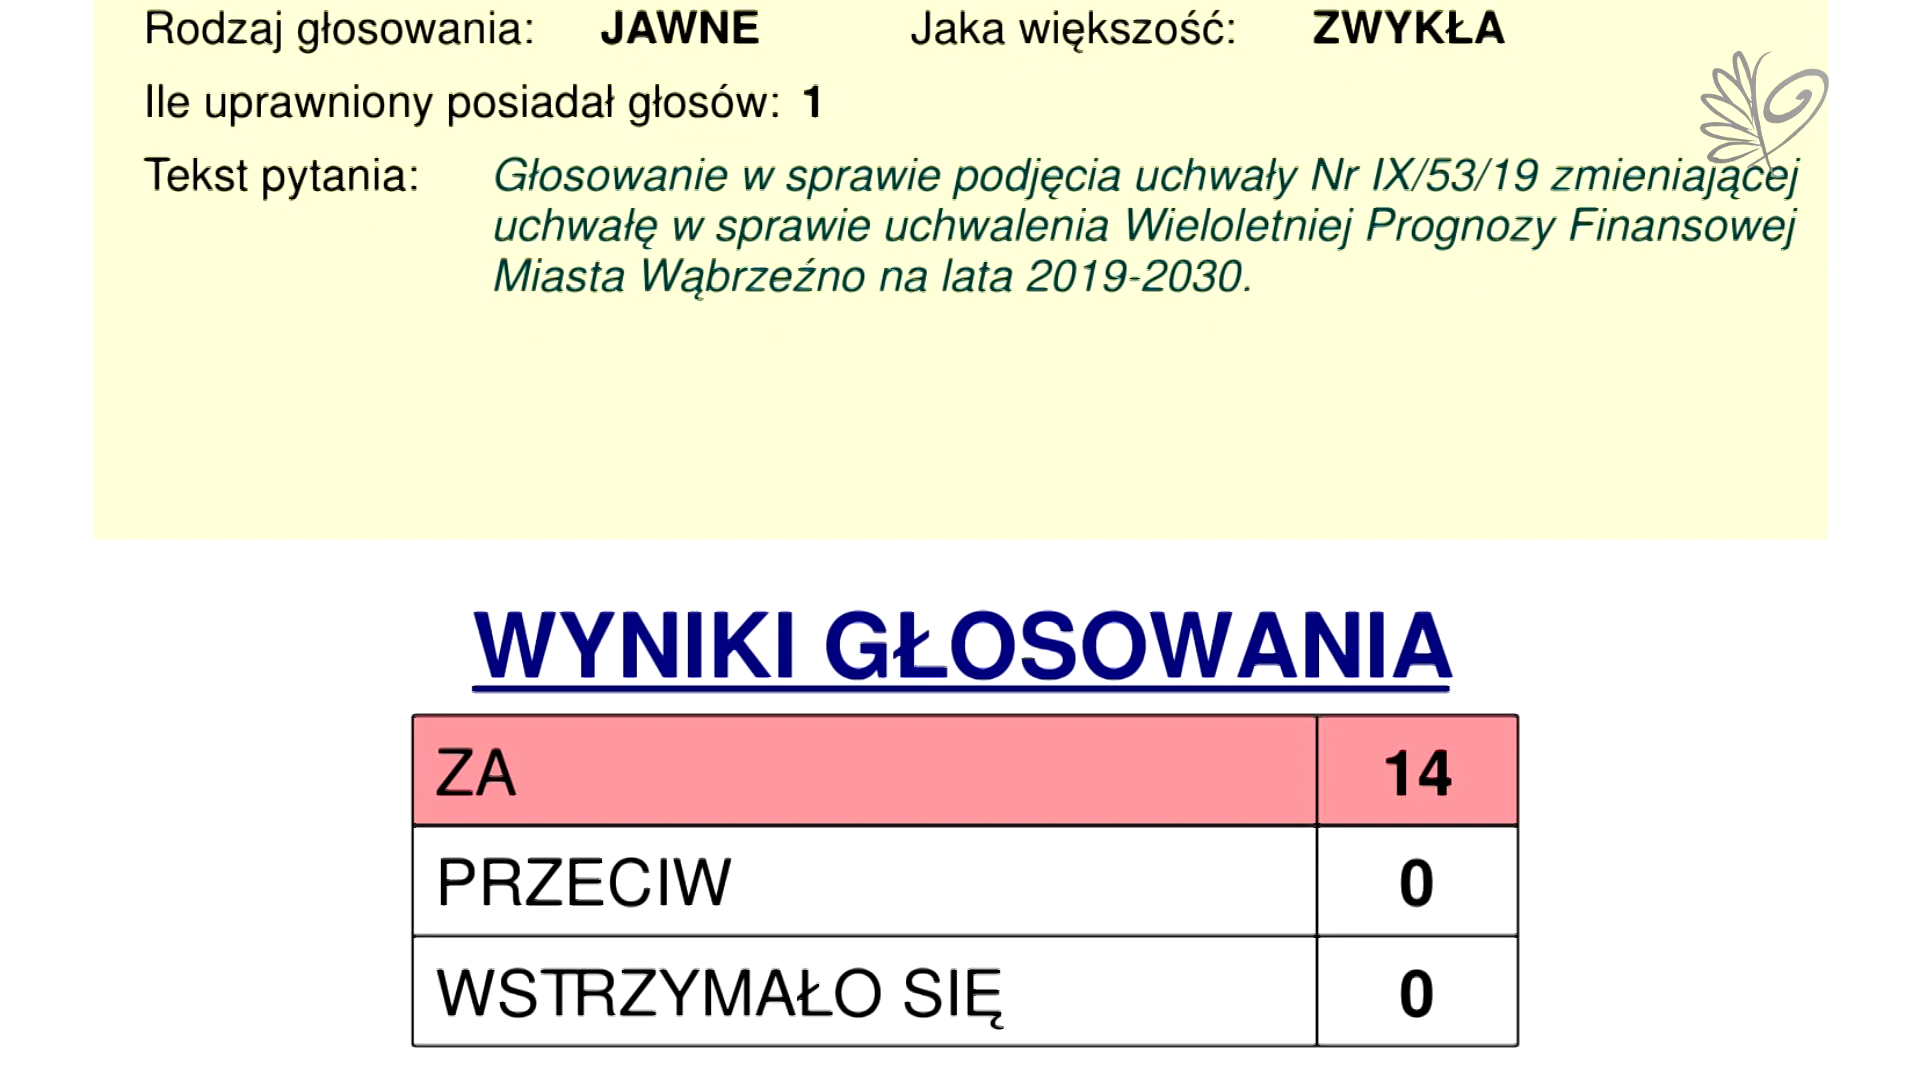 Rodzaj głosowania: JAWNE Jaka większość: ZWYKŁA
Ile uprawniony posiadał głosów: 1
Tekst pytania: Głosowanie w sprawie podjęcia uchwały Nr IX/53/19 zmieniającej
uchwałę w sprawie uchwalenia Wieloletniej Prognozy Finansowej
Miasta Wąbrzeźno na lata 2019-2030.
WYNIKI GŁOSOWANIA
ZA 14
PRZECIW 0
WSTRZYMAŁO SIĘ 0